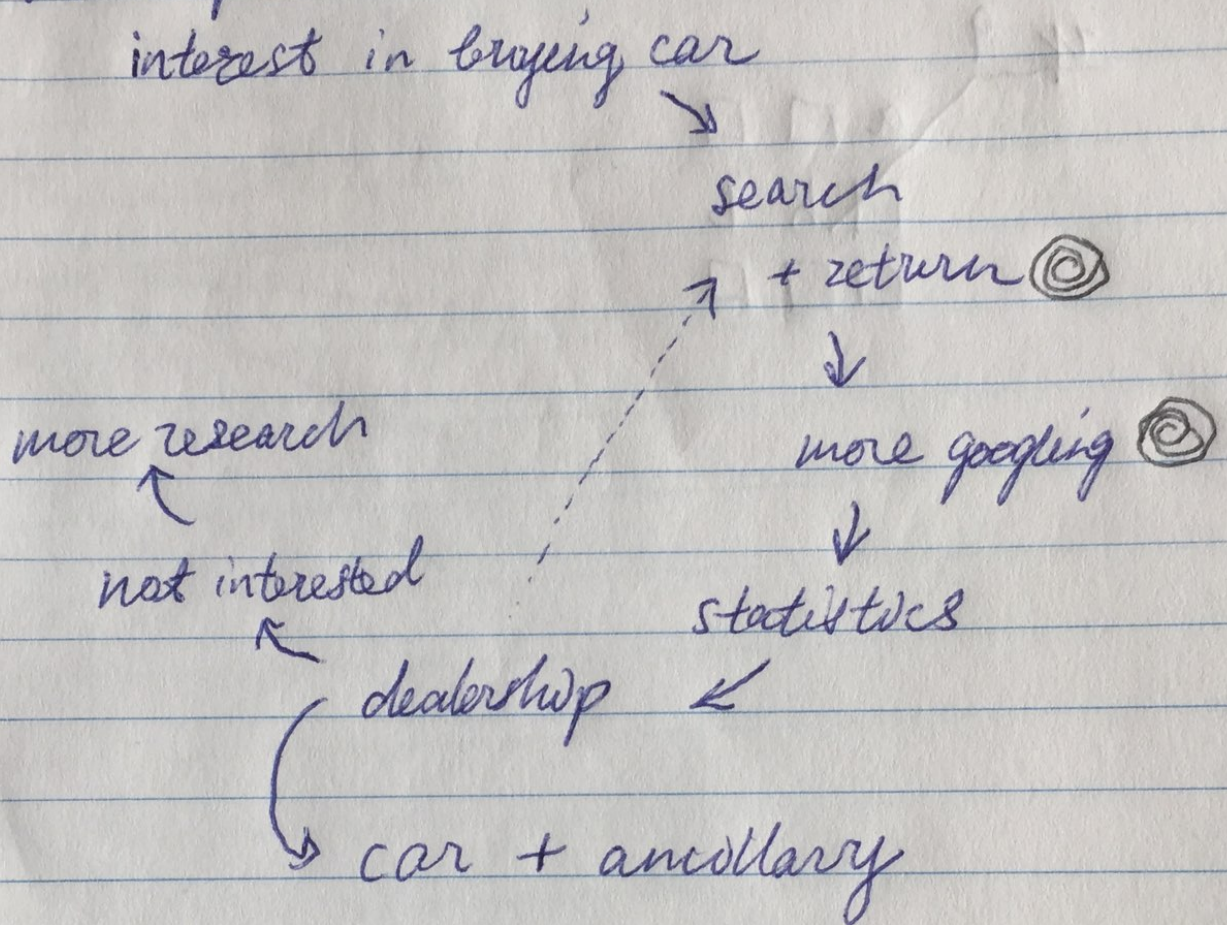 interest in buying car
search
+ return
more research
more googling
not interested
statistics
dealership
car + ancillary